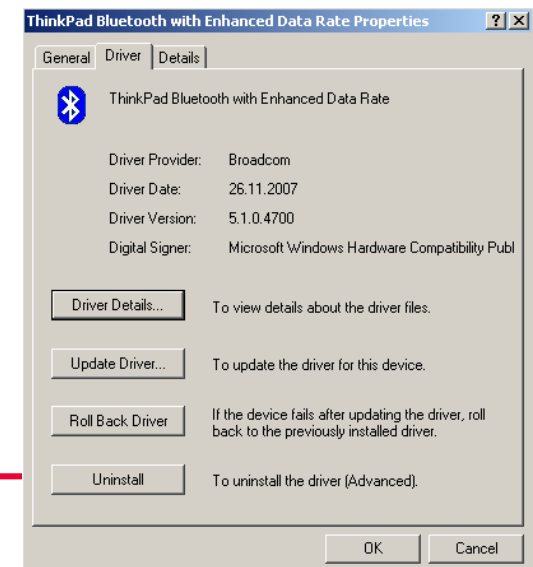 ThinkPad Bluetooth with Enhanced Data Rate Properties
General Driver Details
ThinkPad Bluetooth with Enhanced Data Rate
Driver Provider: Broadcom
Driver Date: 26.11.2007
Driver Version: 5.1.0.4700
Digital Signer: Microsoft Windows Hardware Compatibility Publ
Driver Details... To view details about the driver files.
Update Driver... To update the driver for this device.
Roll Back Driver If the device fails after updating the driver, roll
back to the previously installed driver.
Uninstall To uninstall the driver (Advanced).
OK Cancel